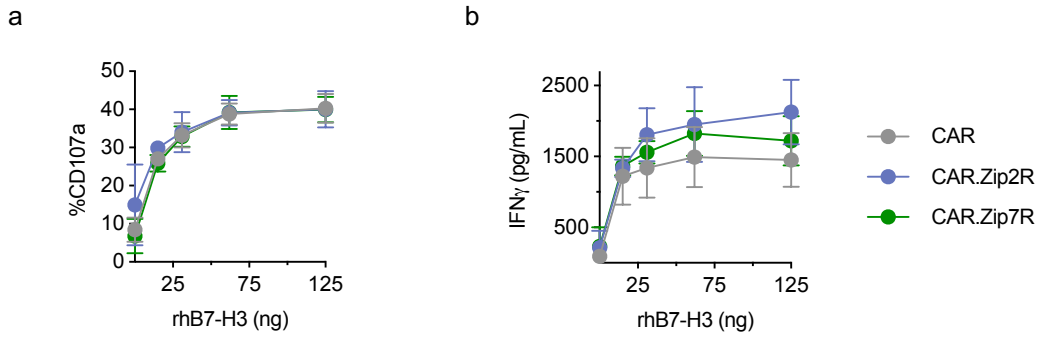 a
b
50
40
30
20
10
0
%CD107a
25
75
125
rhB7-H3 (ng)
2500
1500
500
IFNγ (pg/mL)
25
75
125
rhB7-H3 (ng)
CAR
CAR.Zip2R
CAR.Zip7R